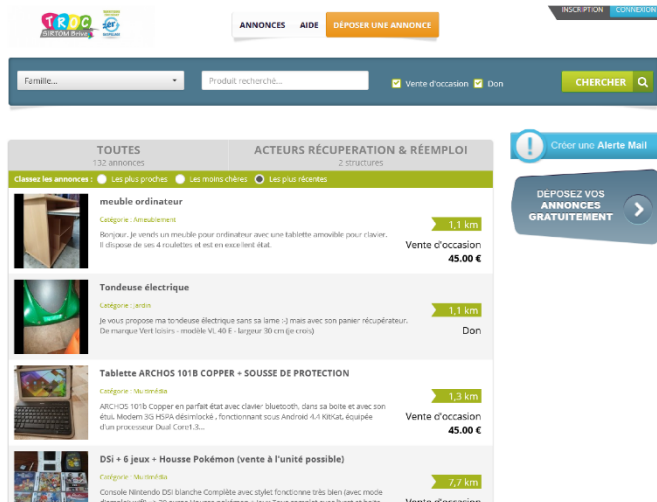 TROC
SIRTOM Brive
ANNONCES AIDE DÉPOSER UNE ANNONCE
INSCRIPTION CONNEXION
Famille... Produit recherché... Vente d'occasion Don CHERCHER
TOUTES
132 annonces
ACTEURS RÉCUPERATION & RÉEMPLOI
2 structures
Classez les annonces : Les plus proches Les moins chères Les plus récentes
Créer une Alerte Mail
DÉPOSEZ VOS
ANNONCES
GRATUITEMENT
meuble ordinateur
Catégorie : Ameublement
Bonjour. Je vends un meuble pour ordinateur avec une tablette amovible pour clavier.
Il dispose de ses 4 roulettes et est en excellent état.
1,1 km
Vente d'occasion
45.00 €
Tondeuse électrique
Catégorie : Jardin
Je vous propose ma tondeuse électrique sans sa lame :-) mais avec son panier récupérateur.
De marque Vert loisirs - modèle VL 40 E - largeur 30 cm (je crois)
1,1 km
Don
Tablette ARCHOS 101B COPPER + SOUSSE DE PROTECTION
Catégorie : Multimédia
ARCHOS 101b Copper en parfait état avec clavier bluetooth, dans sa boite et avec son
étui. Modem 3G HSPA désimlocké , fonctionnant sous Android 4.4 KitKat, équipée
d'un processeur Dual Core1.3...
1,3 km
Vente d'occasion
45.00 €
DSi + 6 jeux + Housse Pokémon (vente à l'unité possible)
Catégorie : Multimédia
Console Nintendo DSi blanche Complète avec stylet fonctionne très bien (avec mode
7,7 km
Vente d'occasion